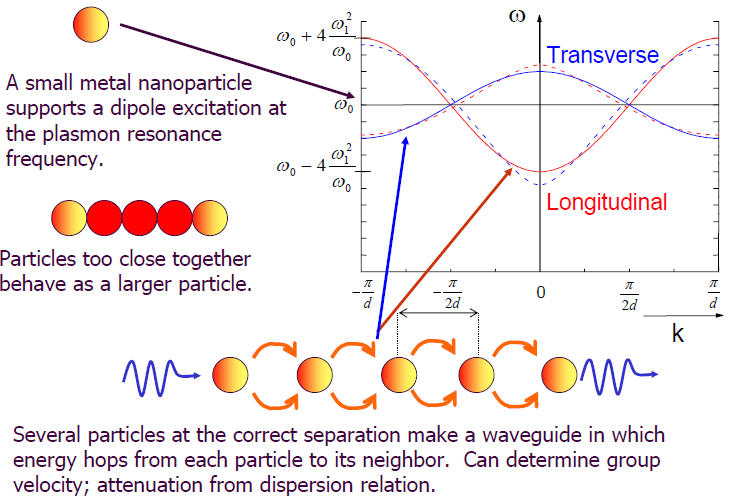 A small metal nanoparticle
supports a dipole excitation at
the plasmon resonance
frequency.
Particles too close together
behave as a larger particle.
ω
ω₀ + 4 ω₁²/ω₀
ω₀
ω₀ − 4 ω₁²/ω₀
Transverse
Longitudinal
−π/d
−π/2d
0
π/2d
π/d
k
Several particles at the correct separation make a waveguide in which
energy hops from each particle to its neighbor. Can determine group
velocity; attenuation from dispersion relation.